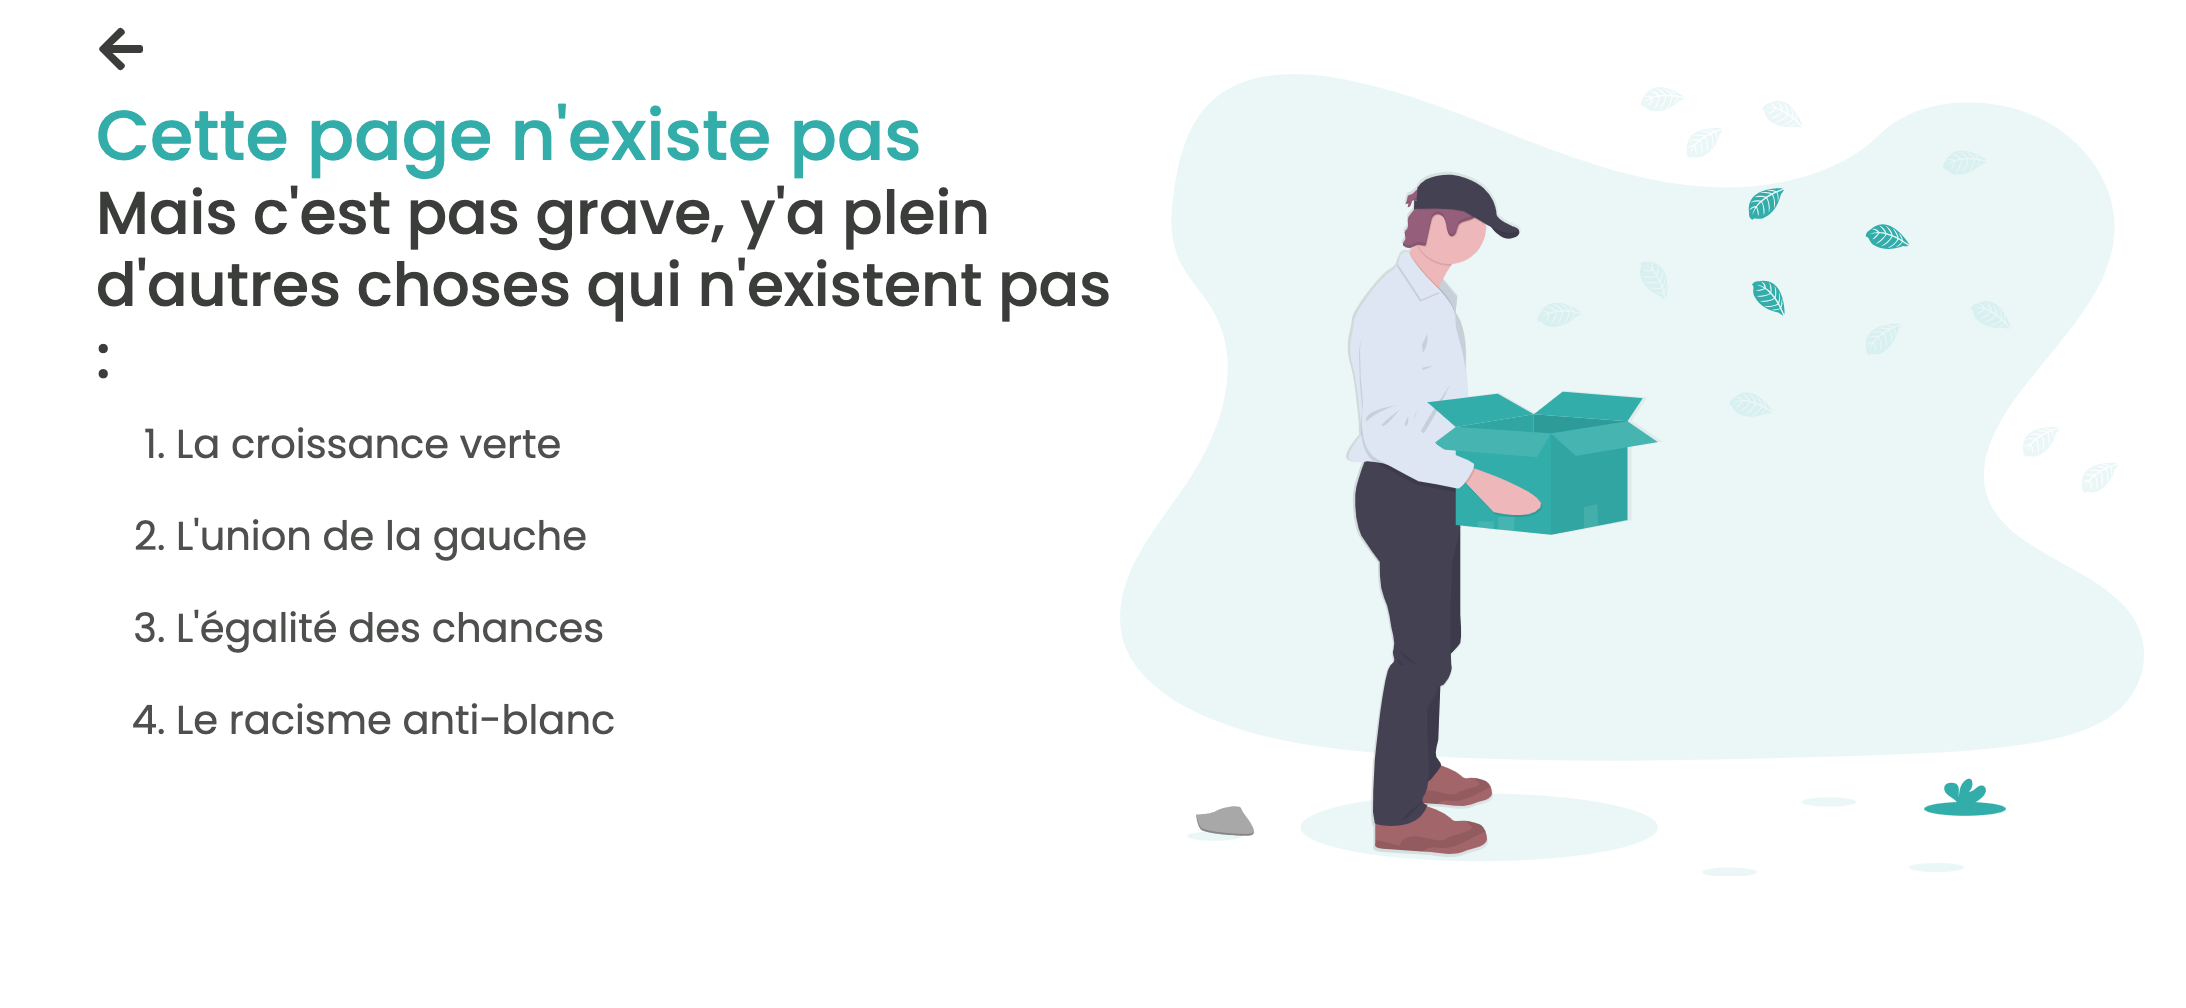 Cette page n'existe pas
Mais c'est pas grave, y'a plein
d'autres choses qui n'existent pas
:
1. La croissance verte
2. L'union de la gauche
3. L'égalité des chances
4. Le racisme anti-blanc